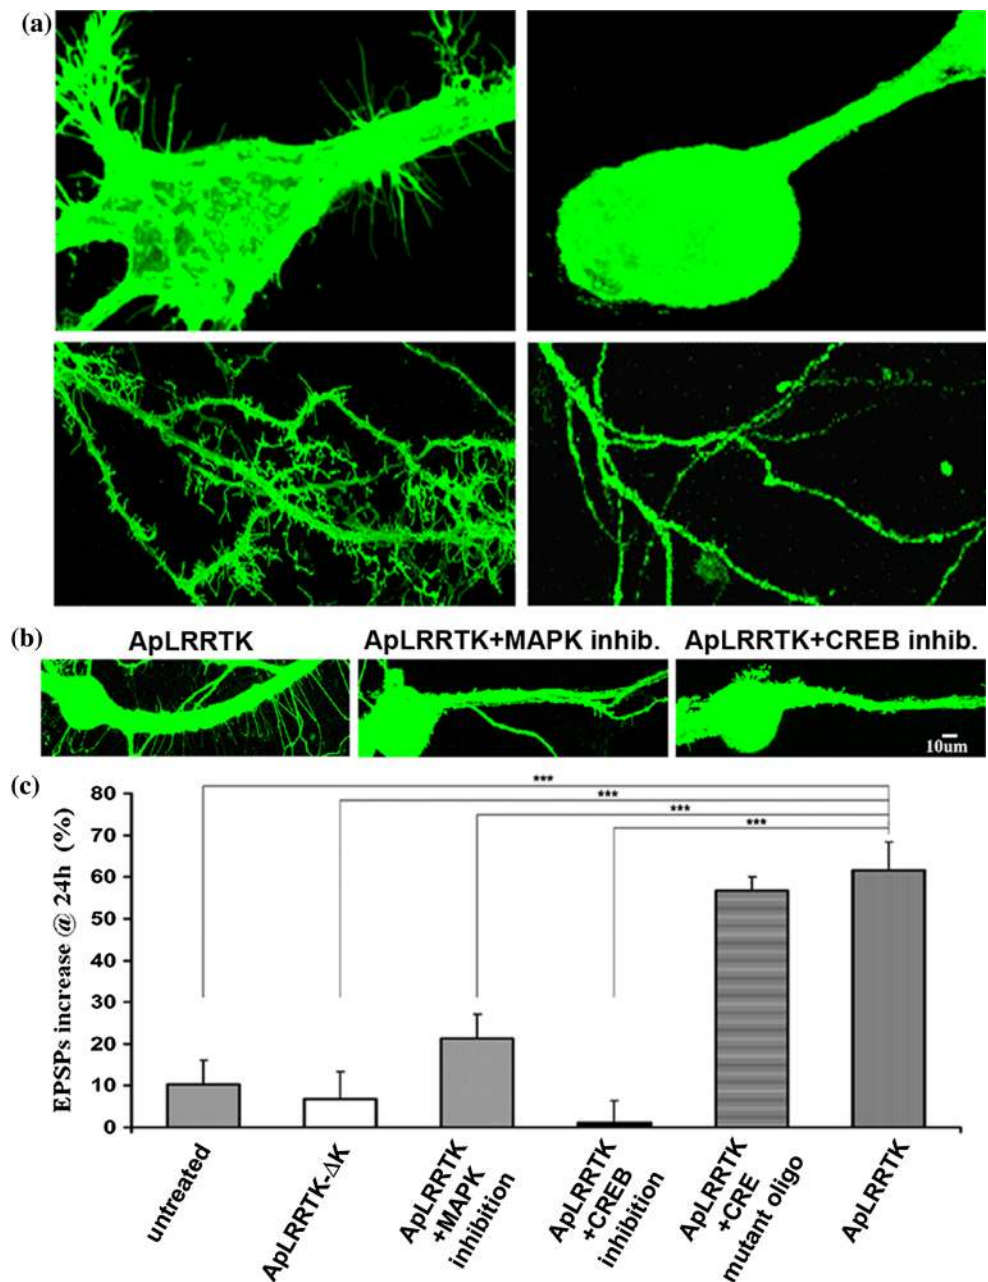 (a)
(b)
ApLRRTK
ApLRRTK+MAPK inhib.
ApLRRTK+CREB inhib.
10um
(c)
***
***
***
***
EPSPs increase @ 24h (%)
80
70
60
50
40
30
20
10
0
untreated
ApLRRTK-ΔK
ApLRRTK
+MAPK
inhibition
ApLRRTK
+CREB
inhibition
ApLRRTK
+CRE
mutant oligo
ApLRRTK